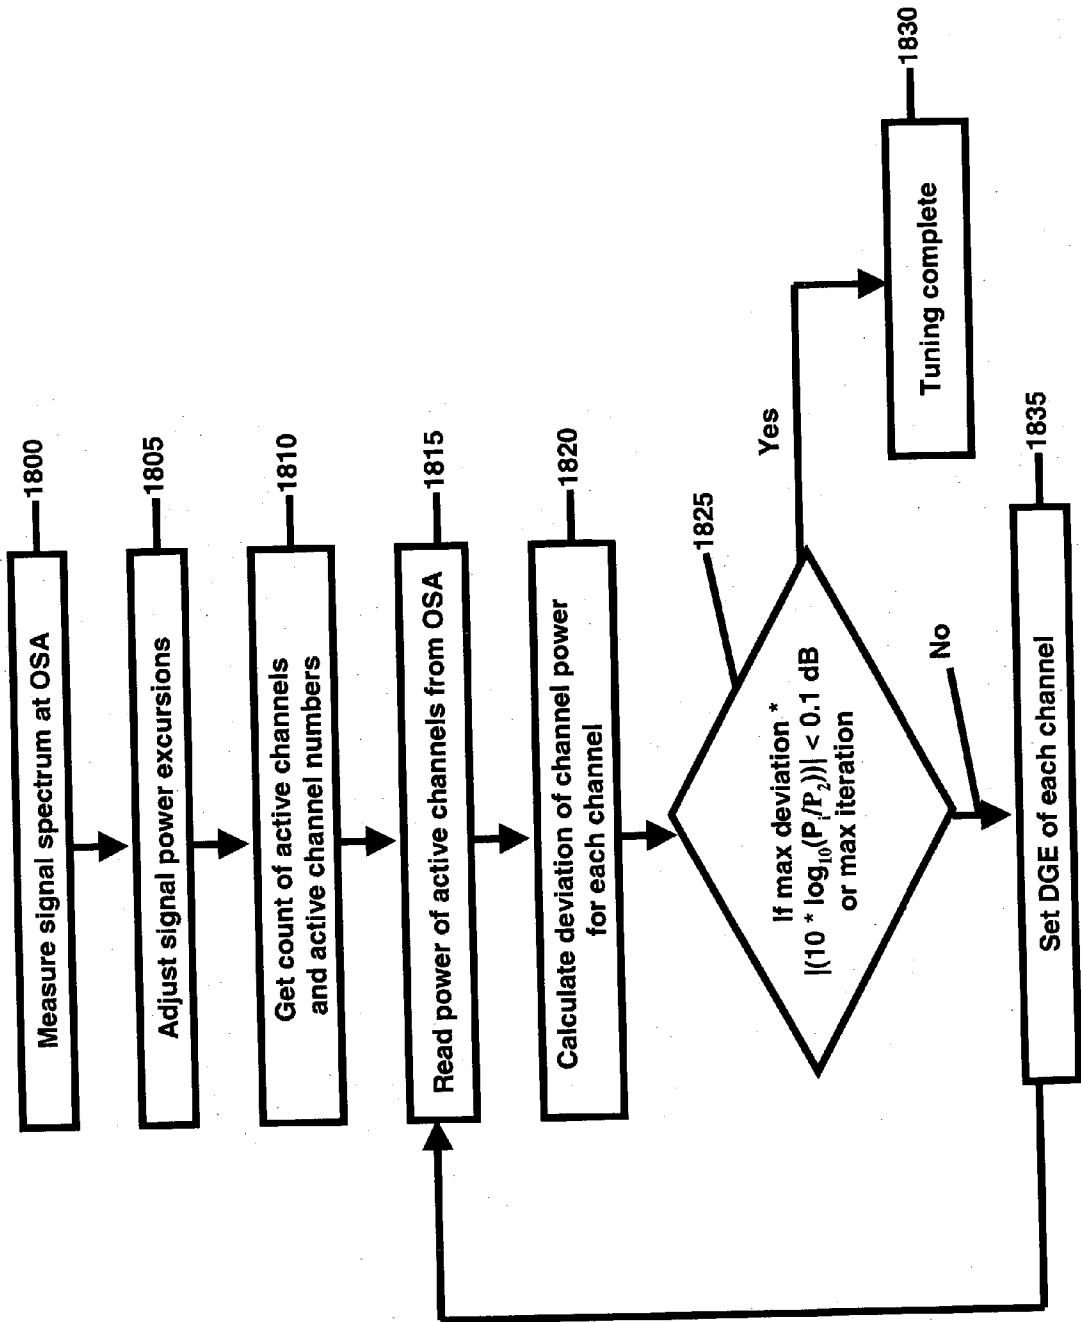 Measure signal spectrum at OSA
1800
Adjust signal power excursions
1805
Get count of active channels
and active channel numbers
1810
Read power of active channels from OSA
1815
Calculate deviation of channel power
for each channel
1820
If max deviation *
|(10 * log₁₀(Pᵢ/P₂))| < 0.1 dB
or max iteration
1825
Yes
Tuning complete
1830
No
Set DGE of each channel
1835